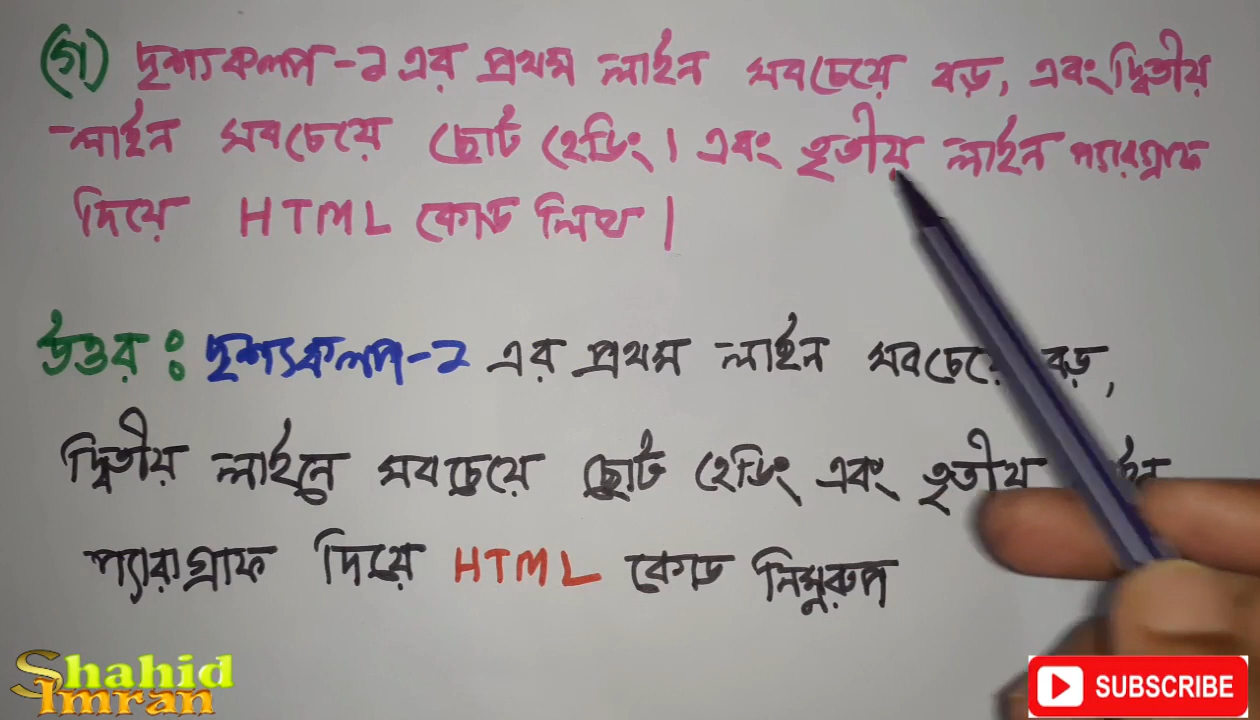 (গ) দৃশ্যকল্প-২ এর প্রথম লাইন সবচেয়ে বড়, এবং দ্বিতীয়
লাইন সবচেয়ে ছোট হেডিং। এবং তৃতীয় লাইন প্যারাগ্রাফ
দিয়ে HTML কোড লিখ।
উত্তর : দৃশ্যকল্প-২ এর প্রথম লাইন সবচেয়ে বড়,
দ্বিতীয় লাইনে সবচেয়ে ছোট হেডিং এবং তৃতীয়
প্যারাগ্রাফ দিয়ে HTML কোড নিম্নরূপ
Shahid
Imran
SUBSCRIBE